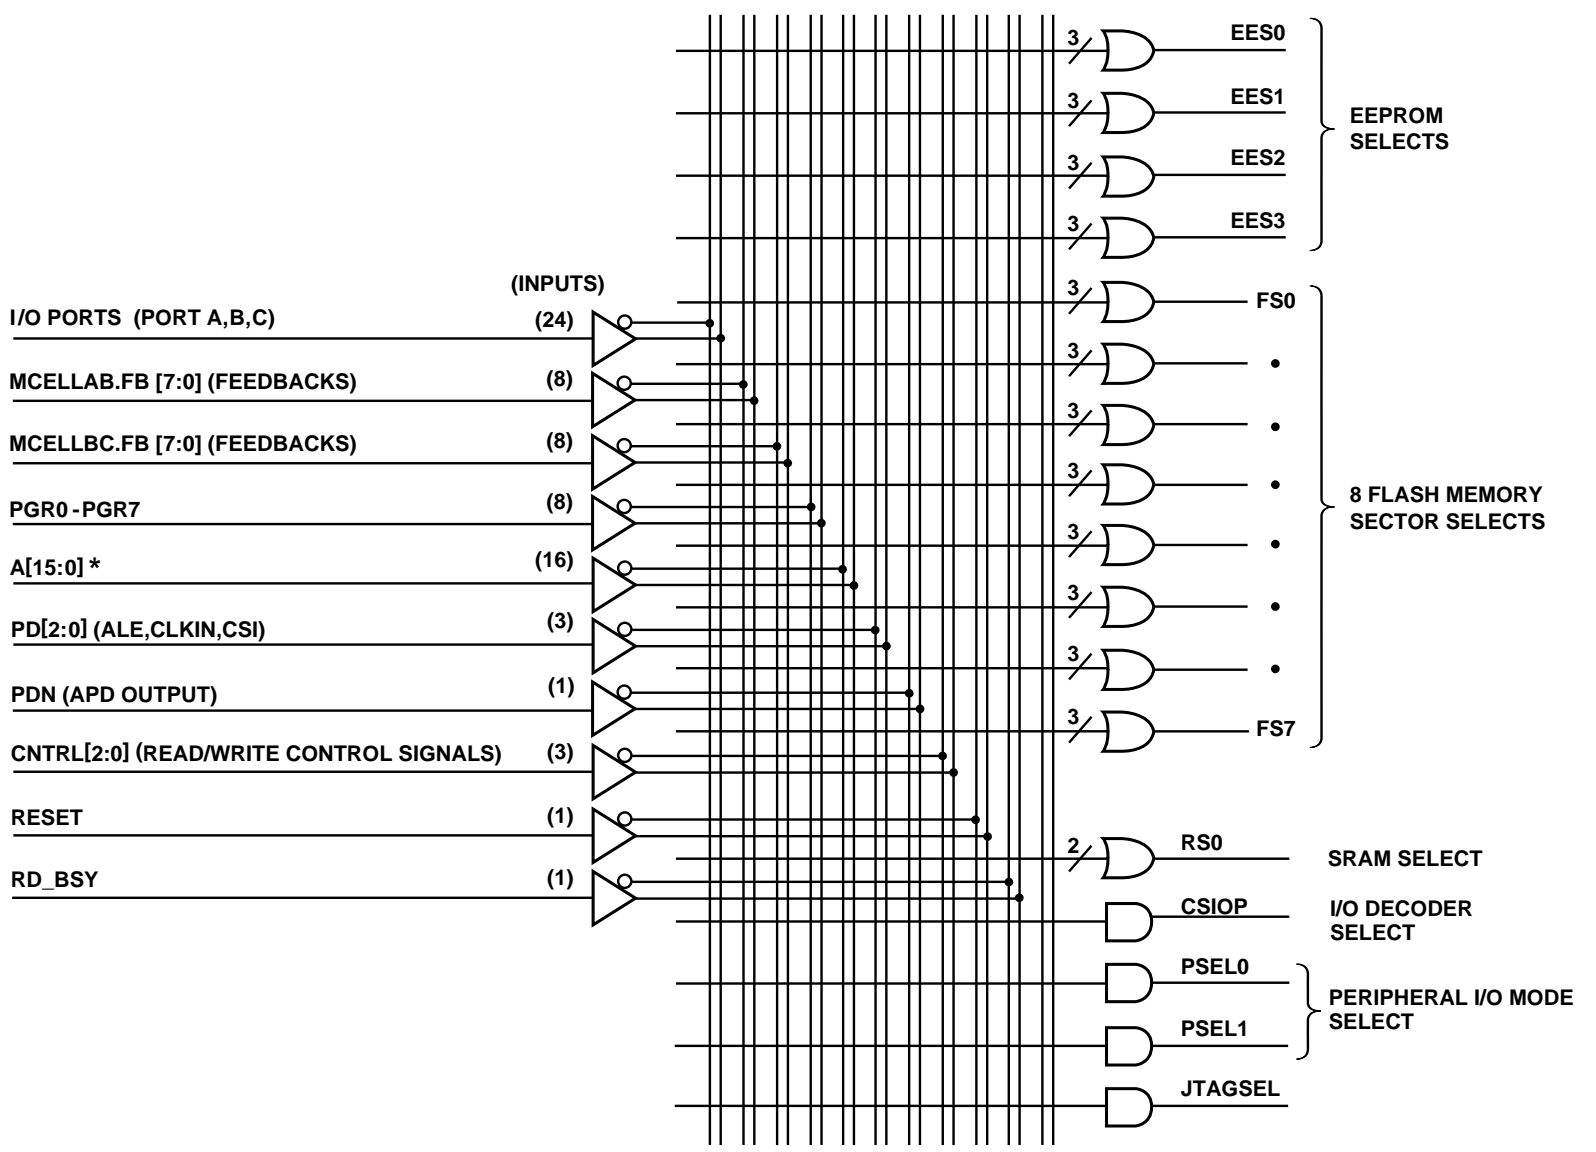 3
EES0
3
EES1
EEPROM
SELECTS
3
EES2
3
EES3
(INPUTS)
I/O PORTS (PORT A,B,C)
(24)
MCELLAB.FB [7:0] (FEEDBACKS)
(8)
MCELLBC.FB [7:0] (FEEDBACKS)
(8)
PGR0 - PGR7
(8)
A[15:0] *
(16)
PD[2:0] (ALE,CLKIN,CSI)
(3)
PDN (APD OUTPUT)
(1)
CNTRL[2:0] (READ/WRITE CONTROL SIGNALS)
(3)
RESET
(1)
RD_BSY
(1)
3
FS0
3
3
3
8 FLASH MEMORY
SECTOR SELECTS
3
3
3
3
FS7
2
RS0
SRAM SELECT
CSIOP
I/O DECODER
SELECT
PSEL0
PERIPHERAL I/O MODE
SELECT
PSEL1
JTAGSEL